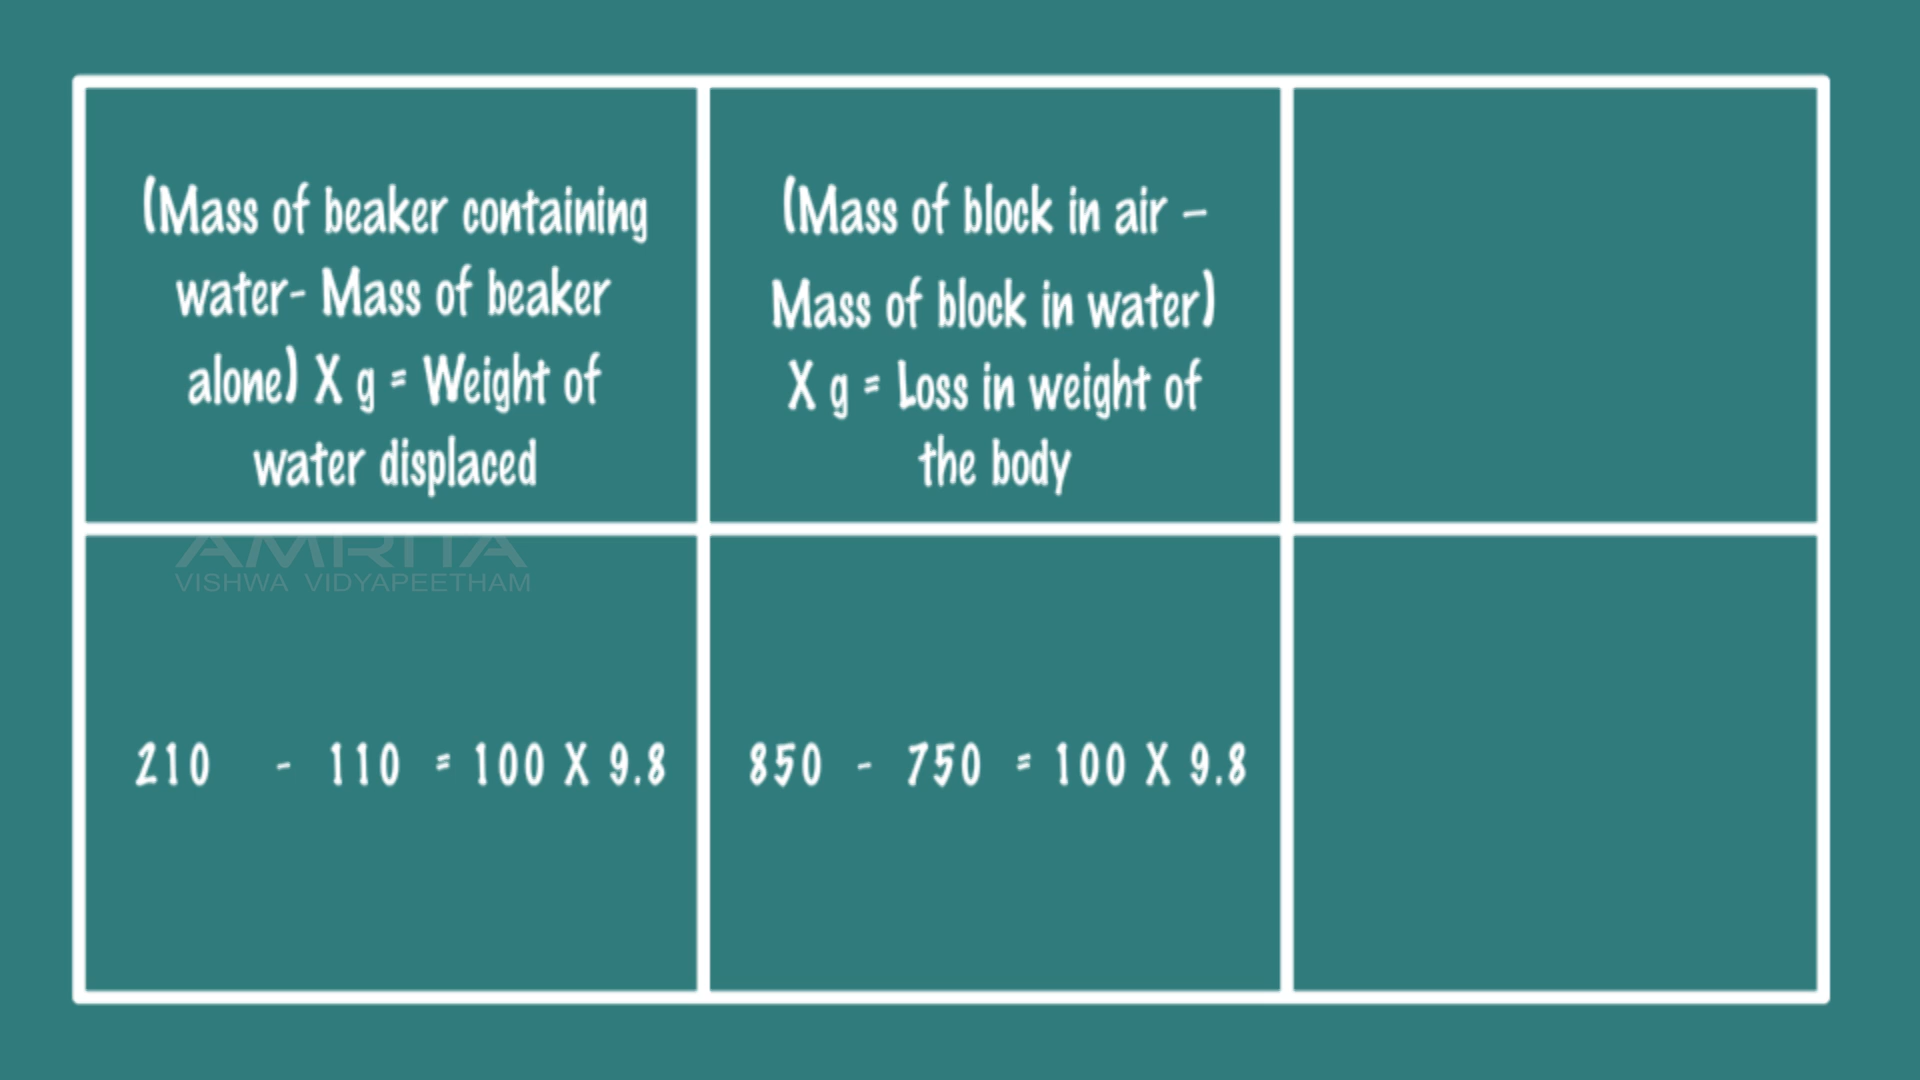 (Mass of beaker containing
water- Mass of beaker
alone) X g = Weight of
water displaced
(Mass of block in air –
Mass of block in water)
X g = Loss in weight of
the body
AMRITA
VISHWA VIDYAPEETHAM
210 - 110 = 100 X 9.8
850 - 750 = 100 X 9.8